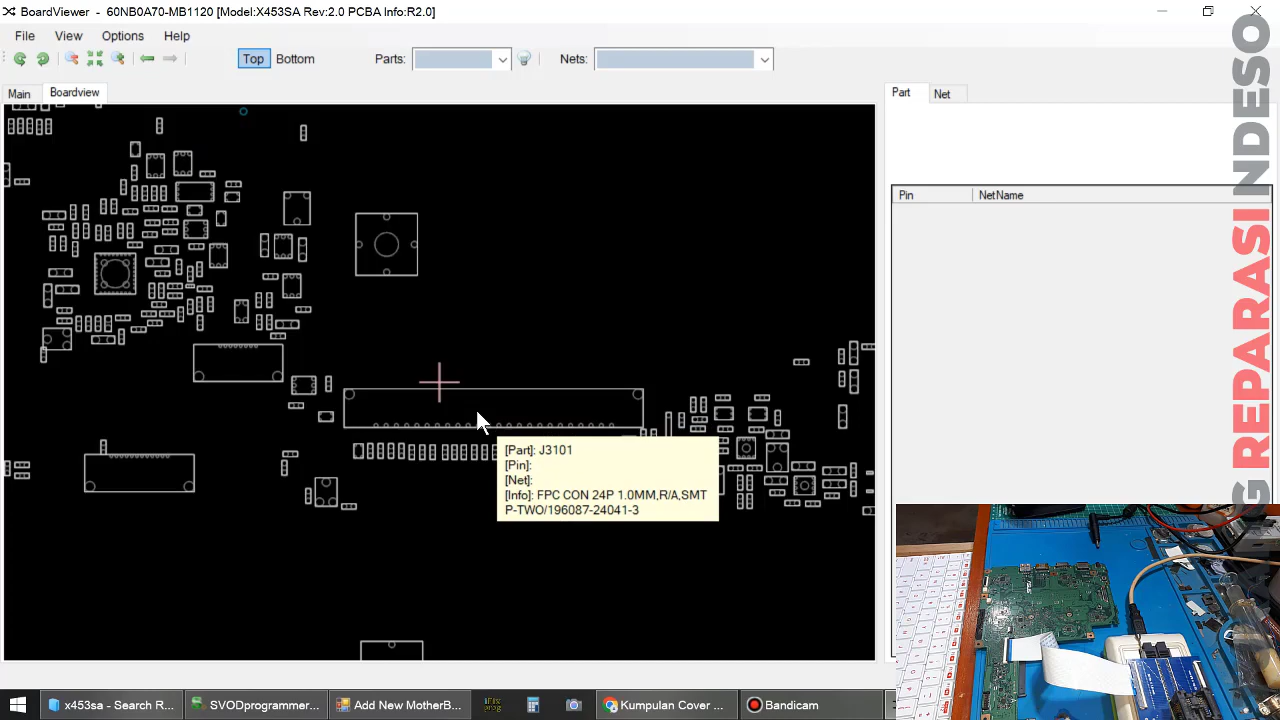 BoardViewer - 60NB0A70-MB1120 [Model:X453SA Rev:2.0 PCBA Info:R2.0]
File View Options Help
Top Bottom Parts: Nets:
Main Boardview
Part Net
Pin NetName
[Part]: J3101
[Pin]:
[Net]:
[Info]: FPC CON 24P 1.0MM,R/A,SMT
P-TWO/196087-24041-3
G REPARASI INDESO
x453sa - Search R... SVODprogrammer... Add New MotherB... Kumpulan Cover ... Bandicam